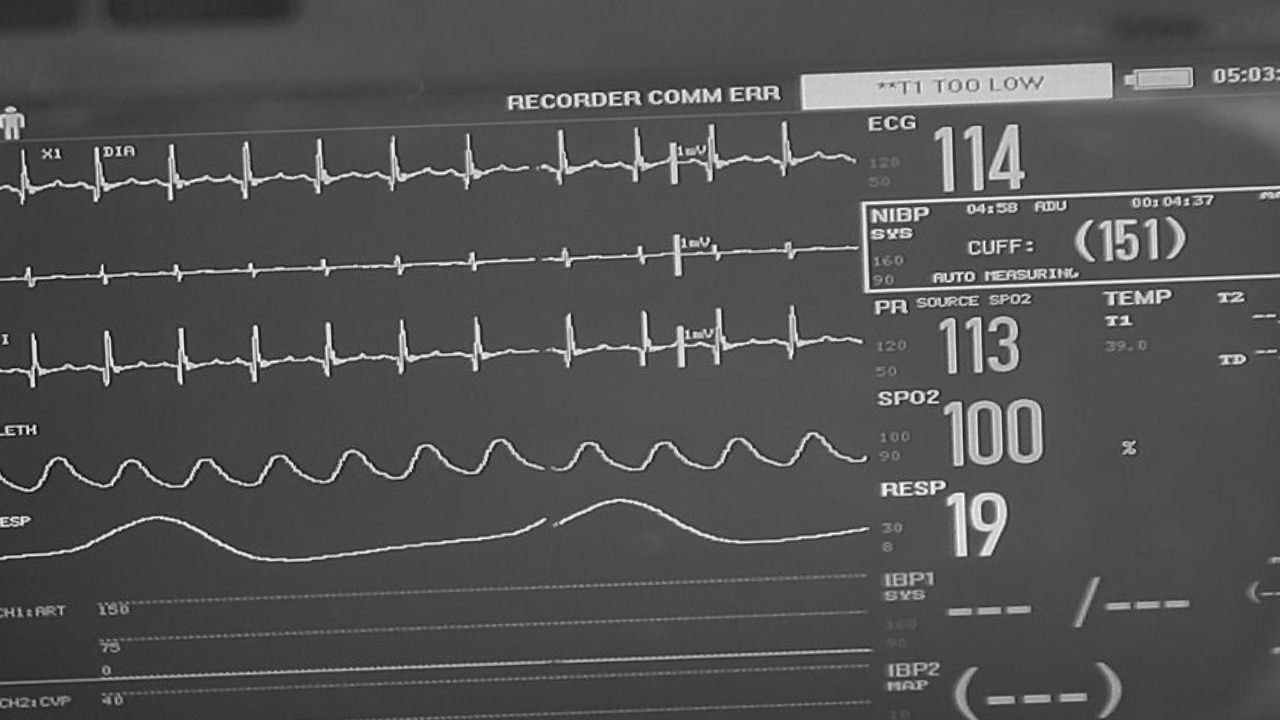 RECORDER COMM ERR
**T1 TOO LOW
05:03:
X1
DIA
1mV
ECG
120
50
114
NIBP 04:58 ADU 00:04:37
SYS
CUFF: (151)
160
90
AUTO MEASURING
1mV
PR SOURCE SPO2
120
50
113
TEMP
T1
39.0
T2
--
TD
--
I
1mV
SPO2
100
90
100
%
LETH
RESP
30
8
19
ESP
IBP1
SYS
160
90
--- / ---
(--
CH1:ART
150
75
0
IBP2
MAP
10
(---)
CH2:CVP
40